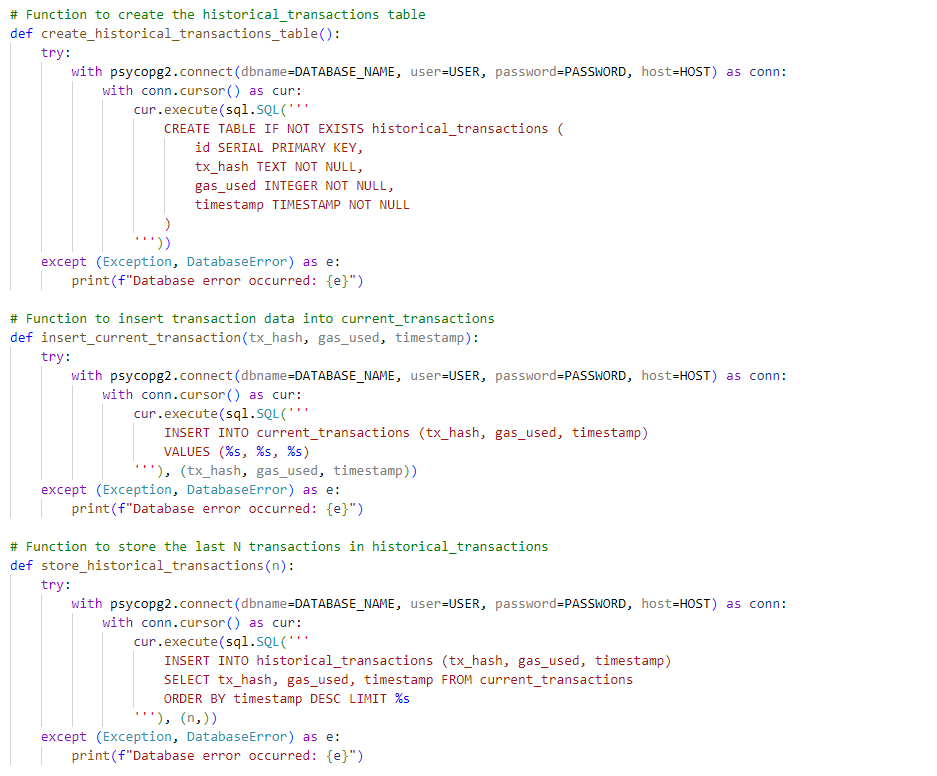 # Function to create the historical_transactions table
def create_historical_transactions_table():
    try:
        with psycopg2.connect(dbname=DATABASE_NAME, user=USER, password=PASSWORD, host=HOST) as conn:
            with conn.cursor() as cur:
                cur.execute(sql.SQL('''
                    CREATE TABLE IF NOT EXISTS historical_transactions (
                        id SERIAL PRIMARY KEY,
                        tx_hash TEXT NOT NULL,
                        gas_used INTEGER NOT NULL,
                        timestamp TIMESTAMP NOT NULL
                    )
                '''))
    except (Exception, DatabaseError) as e:
        print(f"Database error occurred: {e}")

# Function to insert transaction data into current_transactions
def insert_current_transaction(tx_hash, gas_used, timestamp):
    try:
        with psycopg2.connect(dbname=DATABASE_NAME, user=USER, password=PASSWORD, host=HOST) as conn:
            with conn.cursor() as cur:
                cur.execute(sql.SQL('''
                    INSERT INTO current_transactions (tx_hash, gas_used, timestamp)
                    VALUES (%s, %s, %s)
                '''), (tx_hash, gas_used, timestamp))
    except (Exception, DatabaseError) as e:
        print(f"Database error occurred: {e}")

# Function to store the last N transactions in historical_transactions
def store_historical_transactions(n):
    try:
        with psycopg2.connect(dbname=DATABASE_NAME, user=USER, password=PASSWORD, host=HOST) as conn:
            with conn.cursor() as cur:
                cur.execute(sql.SQL('''
                    INSERT INTO historical_transactions (tx_hash, gas_used, timestamp)
                    SELECT tx_hash, gas_used, timestamp FROM current_transactions
                    ORDER BY timestamp DESC LIMIT %s
                '''), (n,))
    except (Exception, DatabaseError) as e:
        print(f"Database error occurred: {e}")